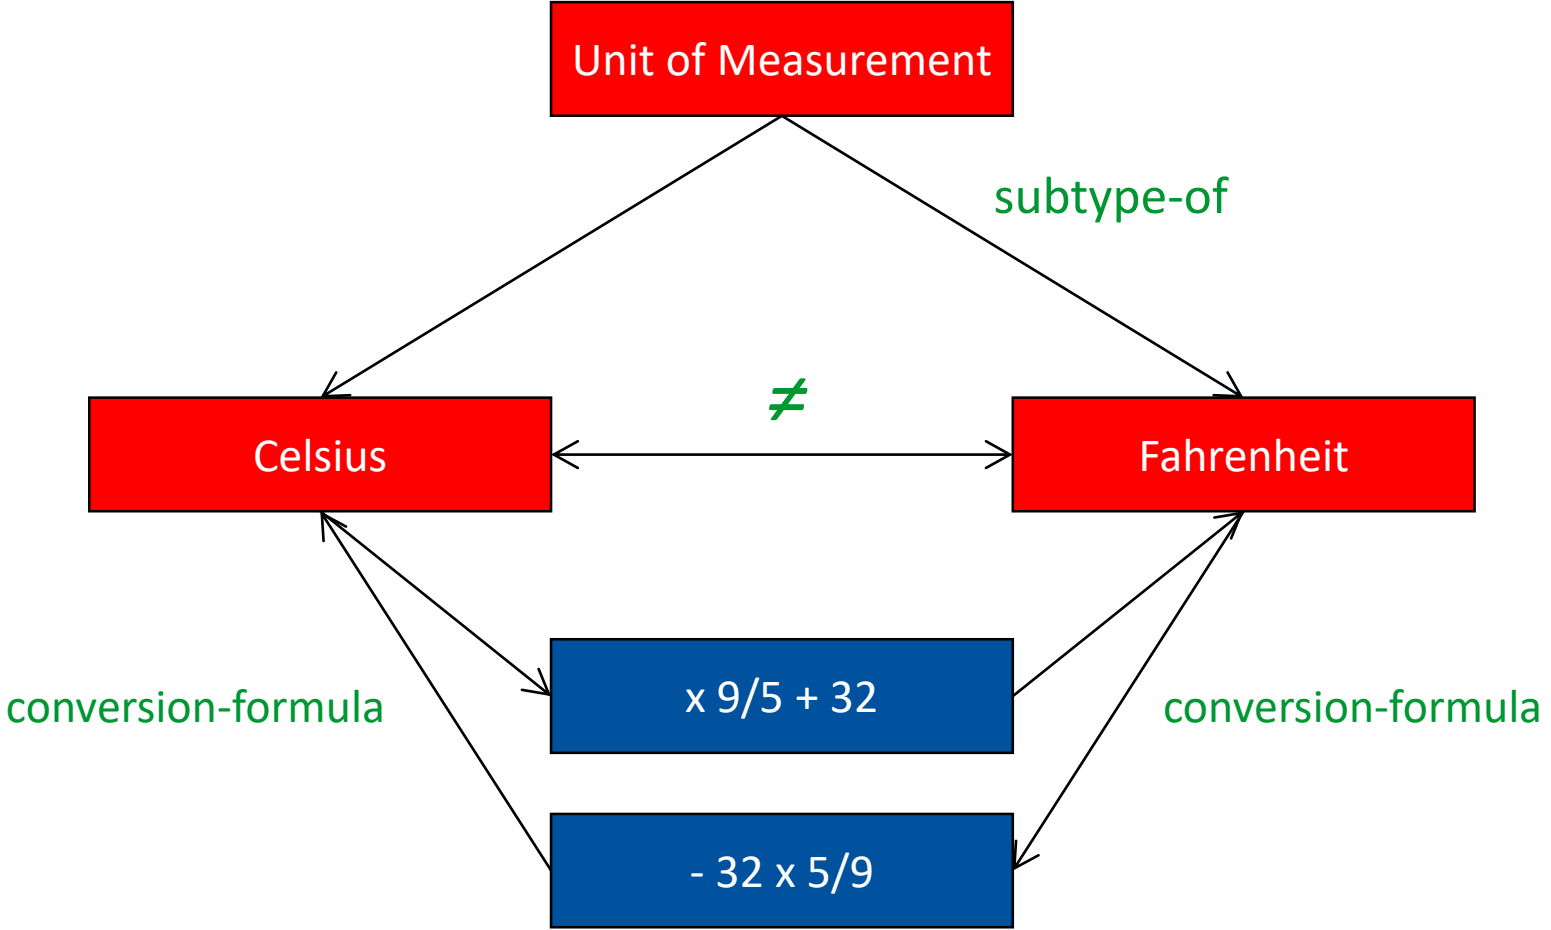 Unit of Measurement
subtype-of
≠
Celsius
Fahrenheit
x 9/5 + 32
conversion-formula
conversion-formula
- 32 x 5/9